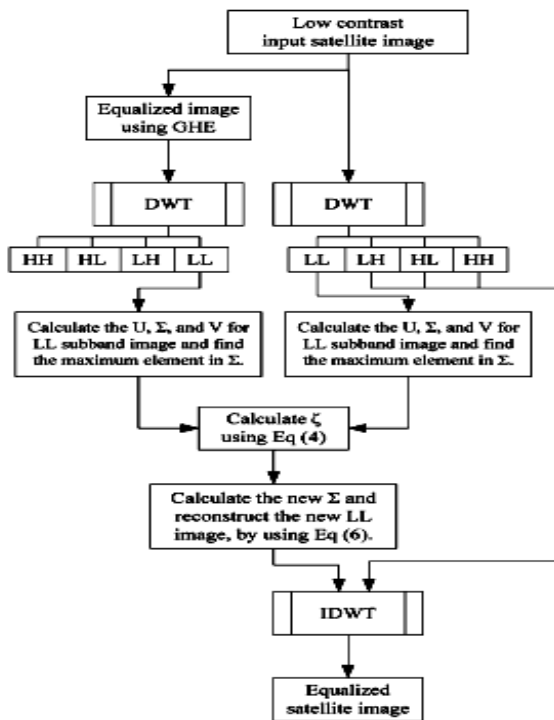 Low contrast
input satellite image
Equalized image
using GHE
DWT
DWT
HH HL LH LL
LL LH HL HH
Calculate the U, Σ, and V for
LL subband image and find
the maximum element in Σ.
Calculate the U, Σ, and V for
LL subband image and find
the maximum element in Σ.
Calculate ζ
using Eq (4)
Calculate the new Σ and
reconstruct the new LL
image, by using Eq (6).
IDWT
Equalized
satellite image